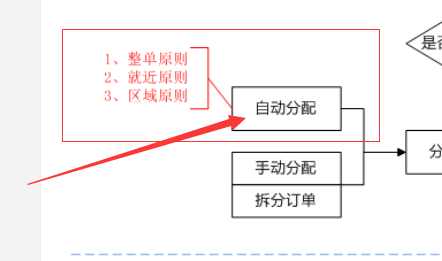 1、整单原则
2、就近原则
3、区域原则
自动分配
手动分配
拆分订单
是否
分